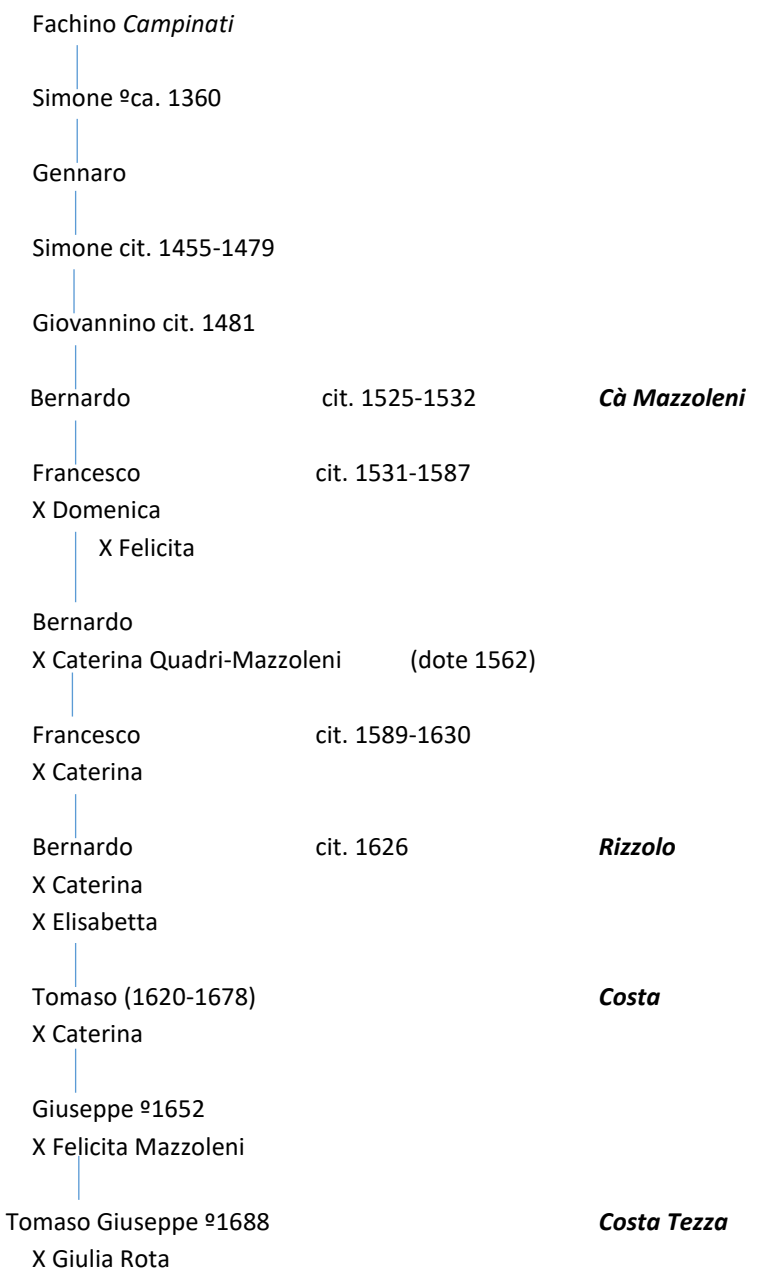 Fachino Campinati
Simone ºca. 1360
Gennaro
Simone cit. 1455-1479
Giovannino cit. 1481
Bernardo cit. 1525-1532 Cà Mazzoleni
Francesco cit. 1531-1587
X Domenica
X Felicita
Bernardo
X Caterina Quadri-Mazzoleni (dote 1562)
Francesco cit. 1589-1630
X Caterina
Bernardo cit. 1626 Rizzolo
X Caterina
X Elisabetta
Tomaso (1620-1678) Costa
X Caterina
Giuseppe º1652
X Felicita Mazzoleni
Tomaso Giuseppe º1688 Costa Tezza
X Giulia Rota